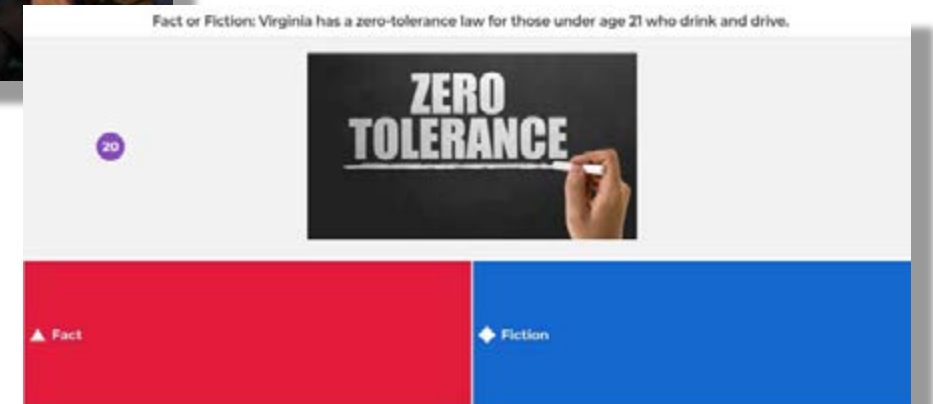 Fact or Fiction: Virginia has a zero-tolerance law for those under age 21 who drink and drive.
ZERO
TOLERANCE
20
Fact
Fiction